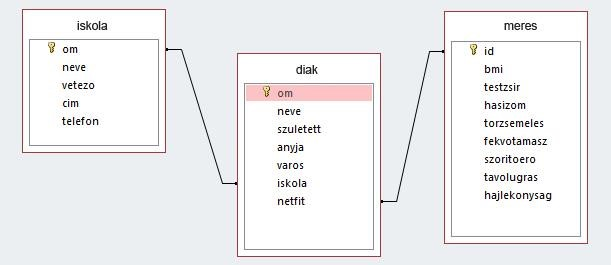 iskola
om
neve
vetezo
cim
telefon
diak
om
neve
szuletett
anyja
varos
iskola
netfit
meres
id
bmi
testzsir
hasizom
torzsemeles
fekvotamasz
szoritoero
tavolugras
hajlekonysag